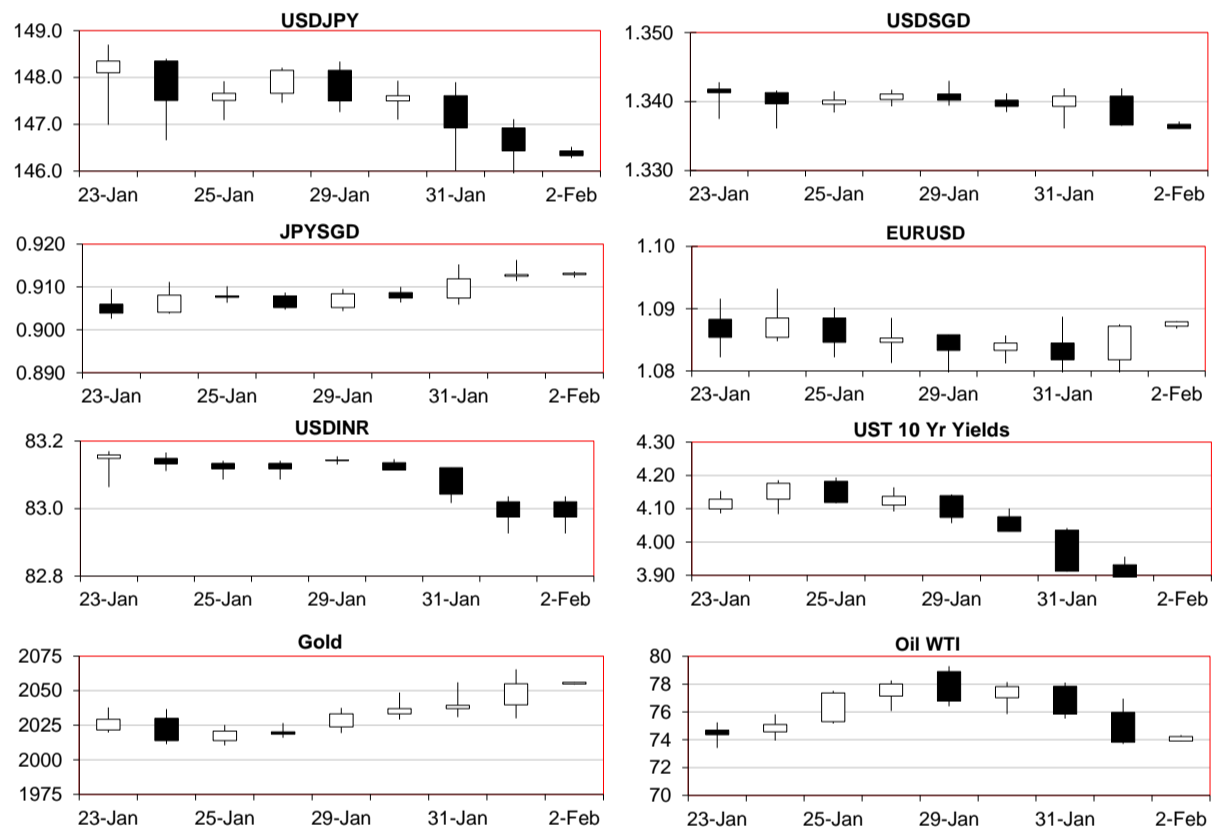 USDJPY
149.0
148.0
147.0
146.0
23-Jan 25-Jan 29-Jan 31-Jan 2-Feb
USDSGD
1.350
1.340
1.330
23-Jan 25-Jan 29-Jan 31-Jan 2-Feb
JPYSGD
0.920
0.910
0.900
0.890
23-Jan 25-Jan 29-Jan 31-Jan 2-Feb
EURUSD
1.10
1.09
1.08
23-Jan 25-Jan 29-Jan 31-Jan 2-Feb
USDINR
83.2
83.0
82.8
23-Jan 25-Jan 29-Jan 31-Jan 2-Feb
UST 10 Yr Yields
4.30
4.20
4.10
4.00
3.90
23-Jan 25-Jan 29-Jan 31-Jan 2-Feb
Gold
2075
2050
2025
2000
1975
23-Jan 25-Jan 29-Jan 31-Jan 2-Feb
Oil WTI
80
78
76
74
72
70
23-Jan 25-Jan 29-Jan 31-Jan 2-Feb